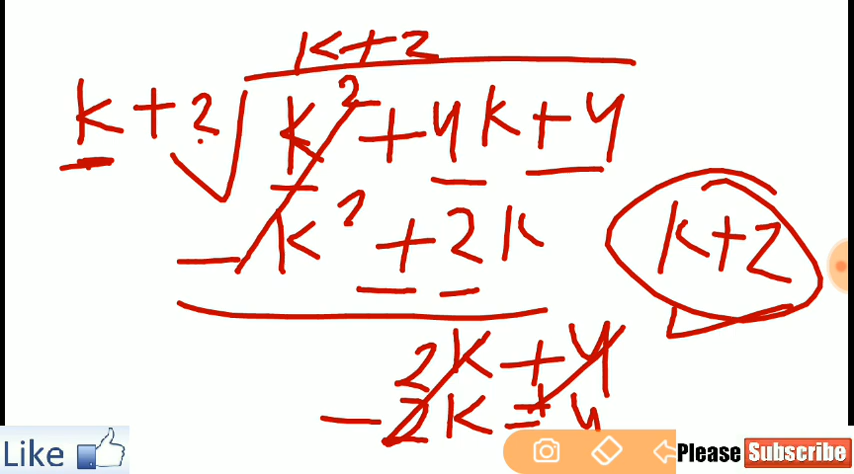 k+2
k+2 k²+4k+4
-k²+2k
k+2
2k+4
-2k+4
Like
Please Subscribe